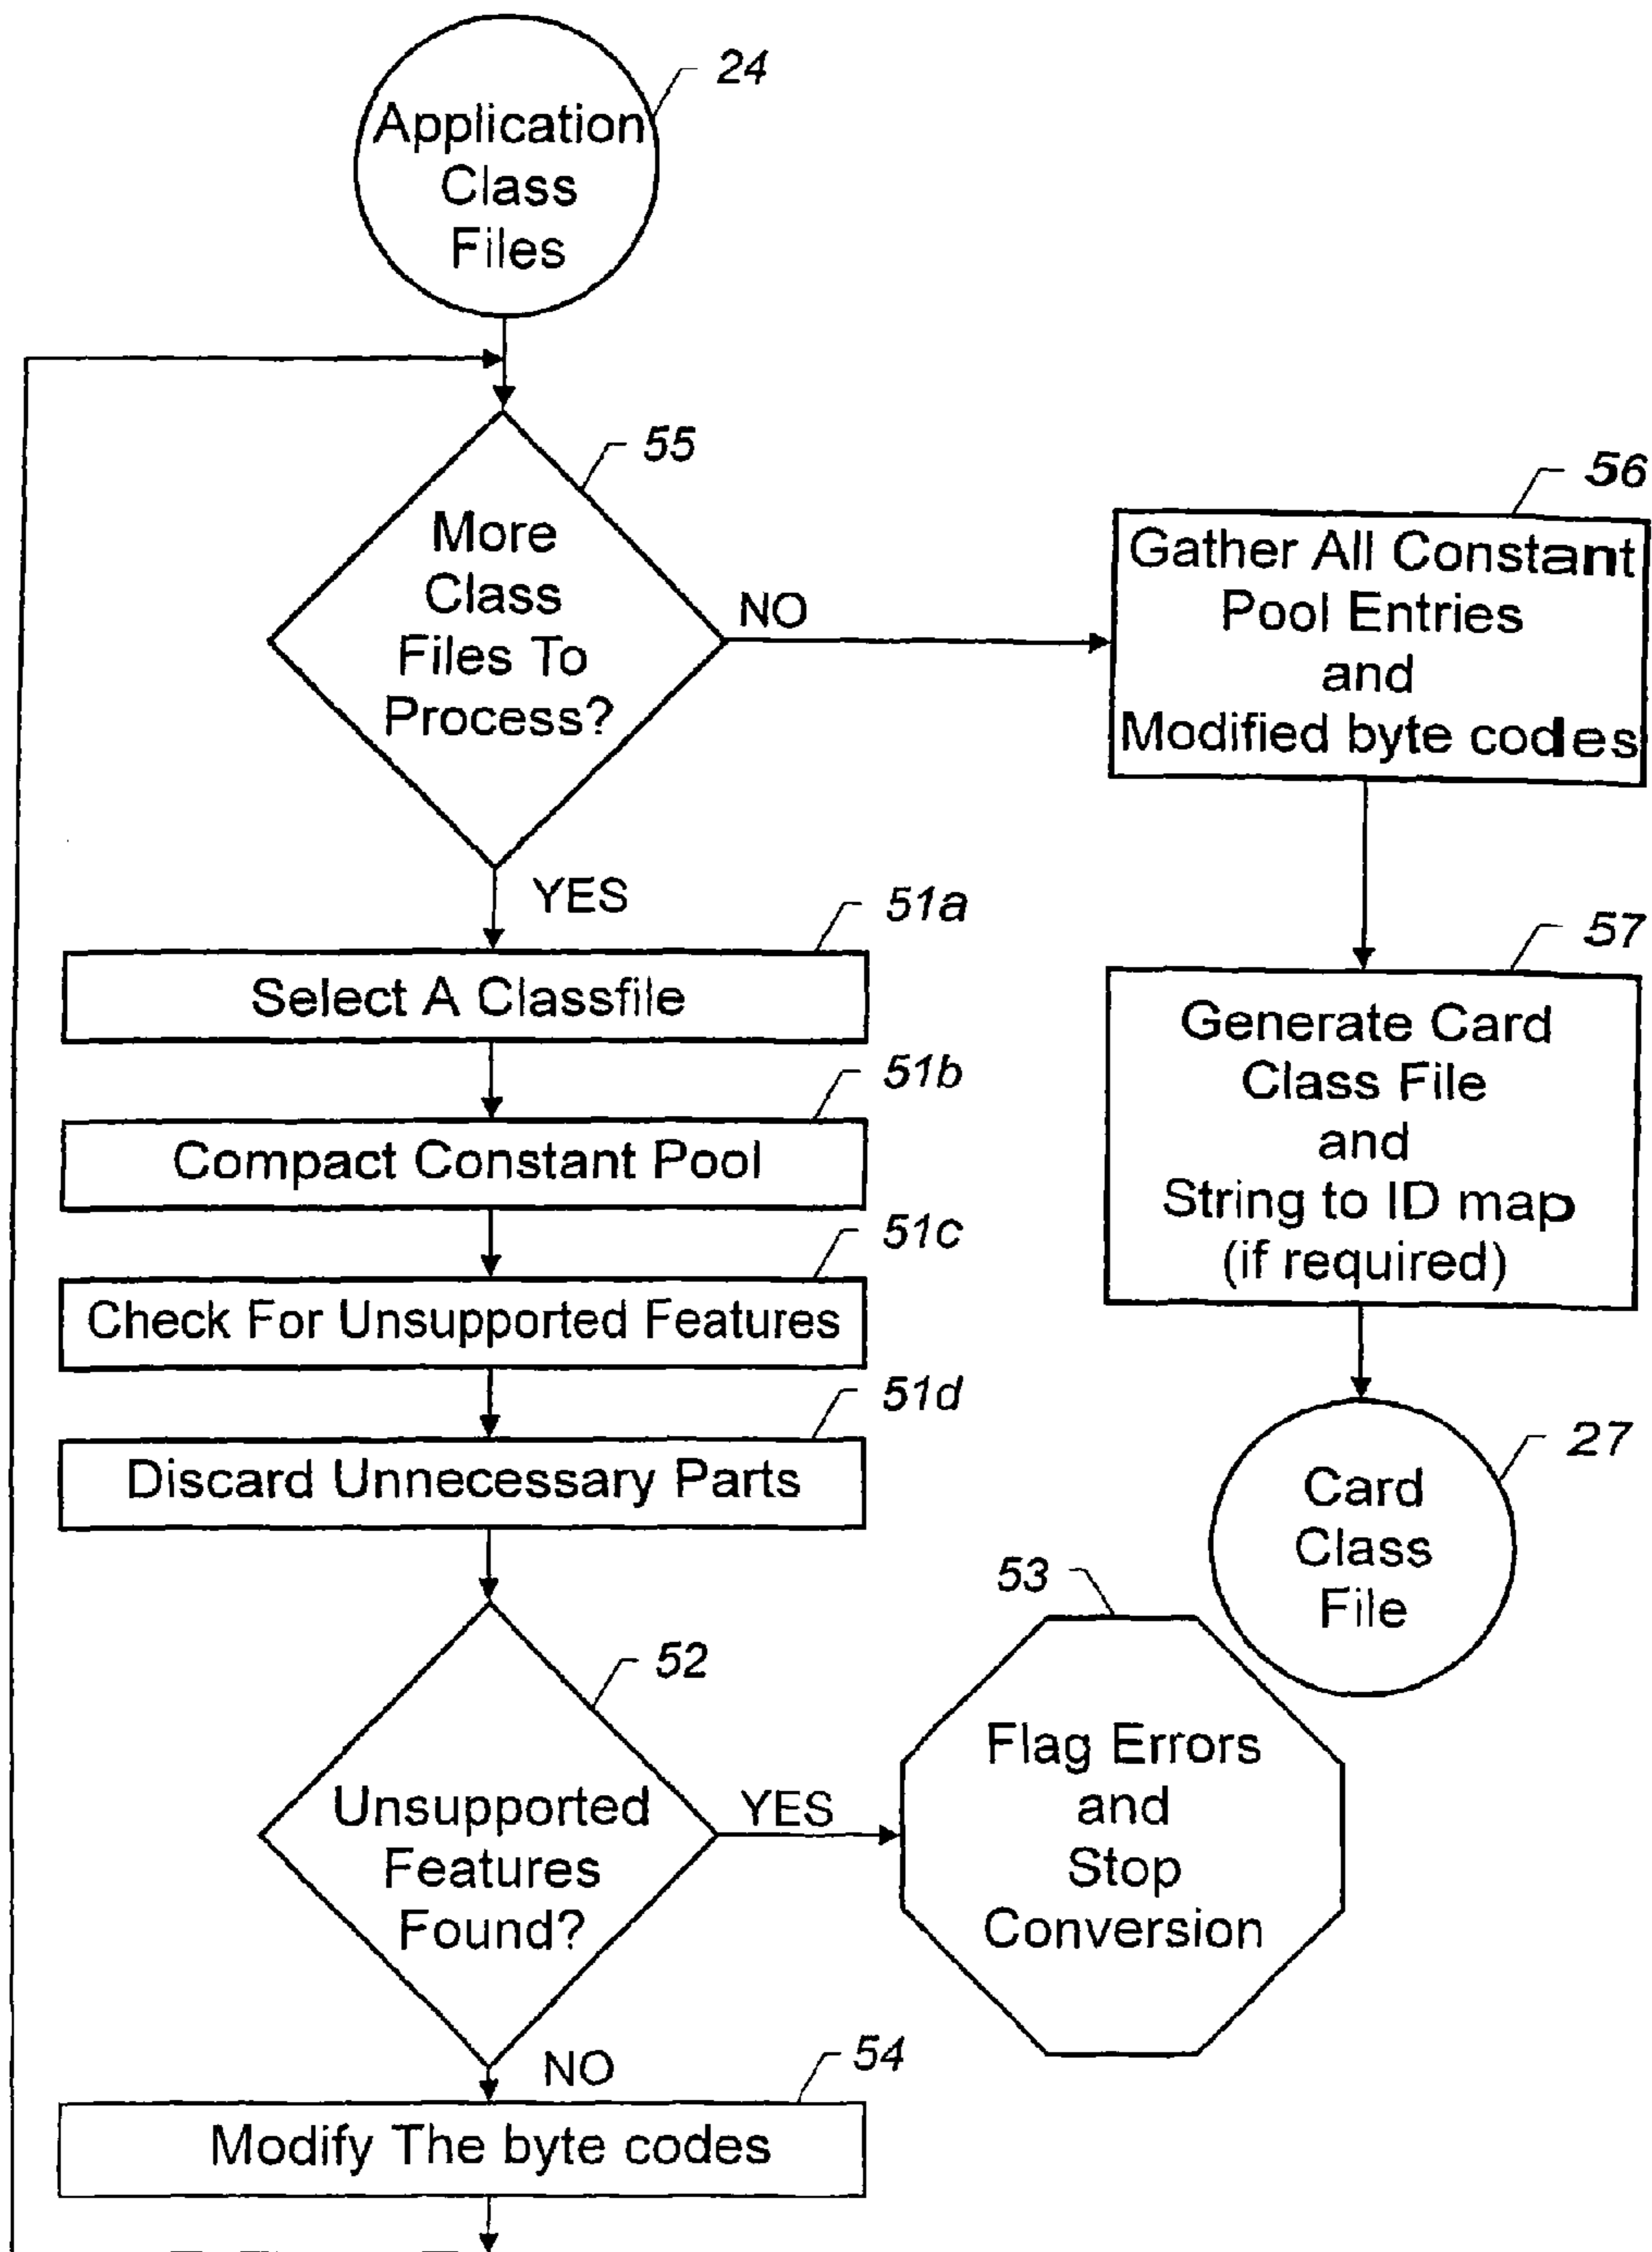 24
Application
Class
Files
55
More
Class
Files To
Process?
NO
YES
56
Gather All Constant
Pool Entries
and
Modified byte codes
51a
Select A Classfile
57
Generate Card
Class File
and
String to ID map
(if required)
51b
Compact Constant Pool
51c
Check For Unsupported Features
51d
Discard Unnecessary Parts
27
Card
Class
File
52
Unsupported
Features
Found?
YES
NO
53
Flag Errors
and
Stop
Conversion
54
Modify The byte codes